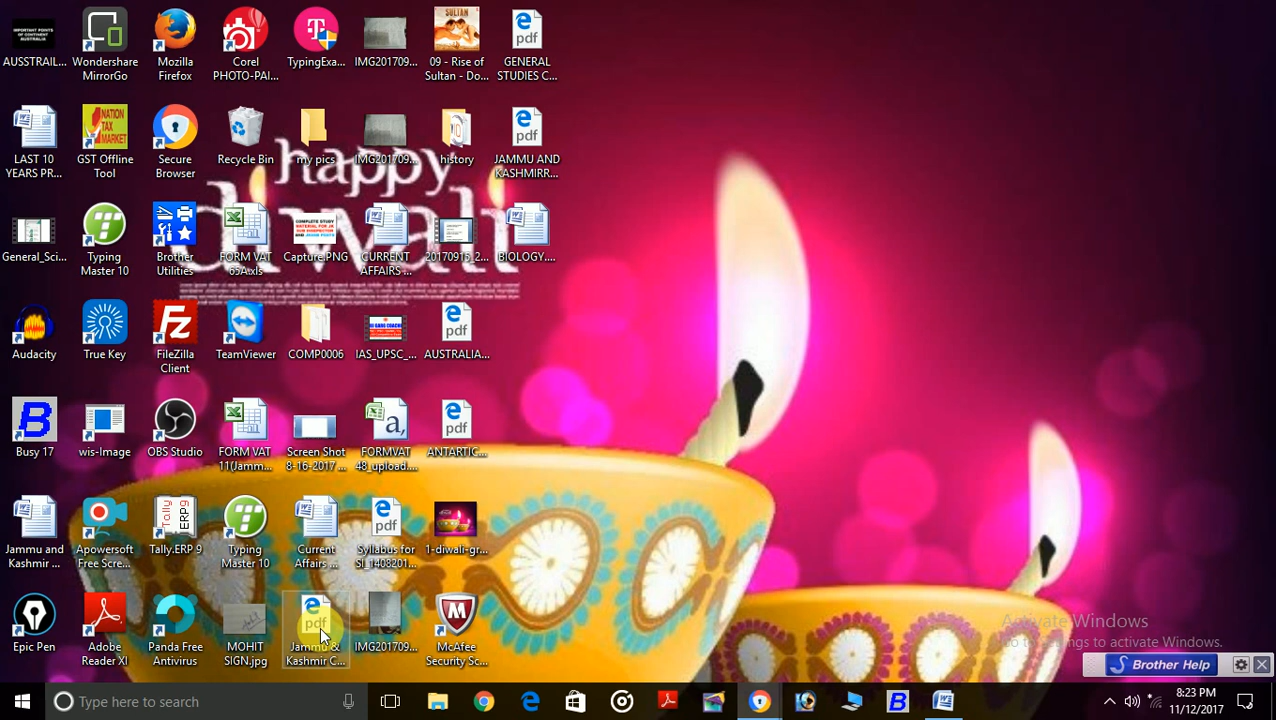 AUSSTRAIL...
Wondershare
MirrorGo
Mozilla
Firefox
Corel
PHOTO-PAI...
TypingExa...
IMG201709...
09 - Rise of
Sultan - Do...
GENERAL
STUDIES C...
LAST 10
YEARS PR...
GST Offline
Tool
Secure
Browser
Recycle Bin
my pics
IMG201709...
history
JAMMU AND
KASHMIRR...
happy
diwali
General_Sci...
Typing
Master 10
Brother
Utilities
FORM VAT
65A.xls
Capture.PNG
CURRENT
AFFAIRS ...
20170915_2...
BIOLOGY....
Audacity
True Key
FileZilla
Client
TeamViewer
COMP0006
IAS_UPSC_...
AUSTRALIA...
Busy 17
wis-Image
OBS Studio
FORM VAT
11(Jamm...
Screen Shot
8-16-2017 ...
FORMVAT
48_upload....
ANTARTIC...
Jammu and
Kashmir ...
Apowersoft
Free Scre...
Tally.ERP 9
Typing
Master 10
Current
Affairs ...
Syllabus for
SI_1408201...
1-diwali-gr...
Epic Pen
Adobe
Reader XI
Panda Free
Antivirus
MOHIT
SIGN.jpg
Jammu &
Kashmir C...
IMG201709...
McAfee
Security Sc...
Activate Windows
Go to Settings to activate Windows.
Brother Help
Type here to search
8:23 PM
11/12/2017